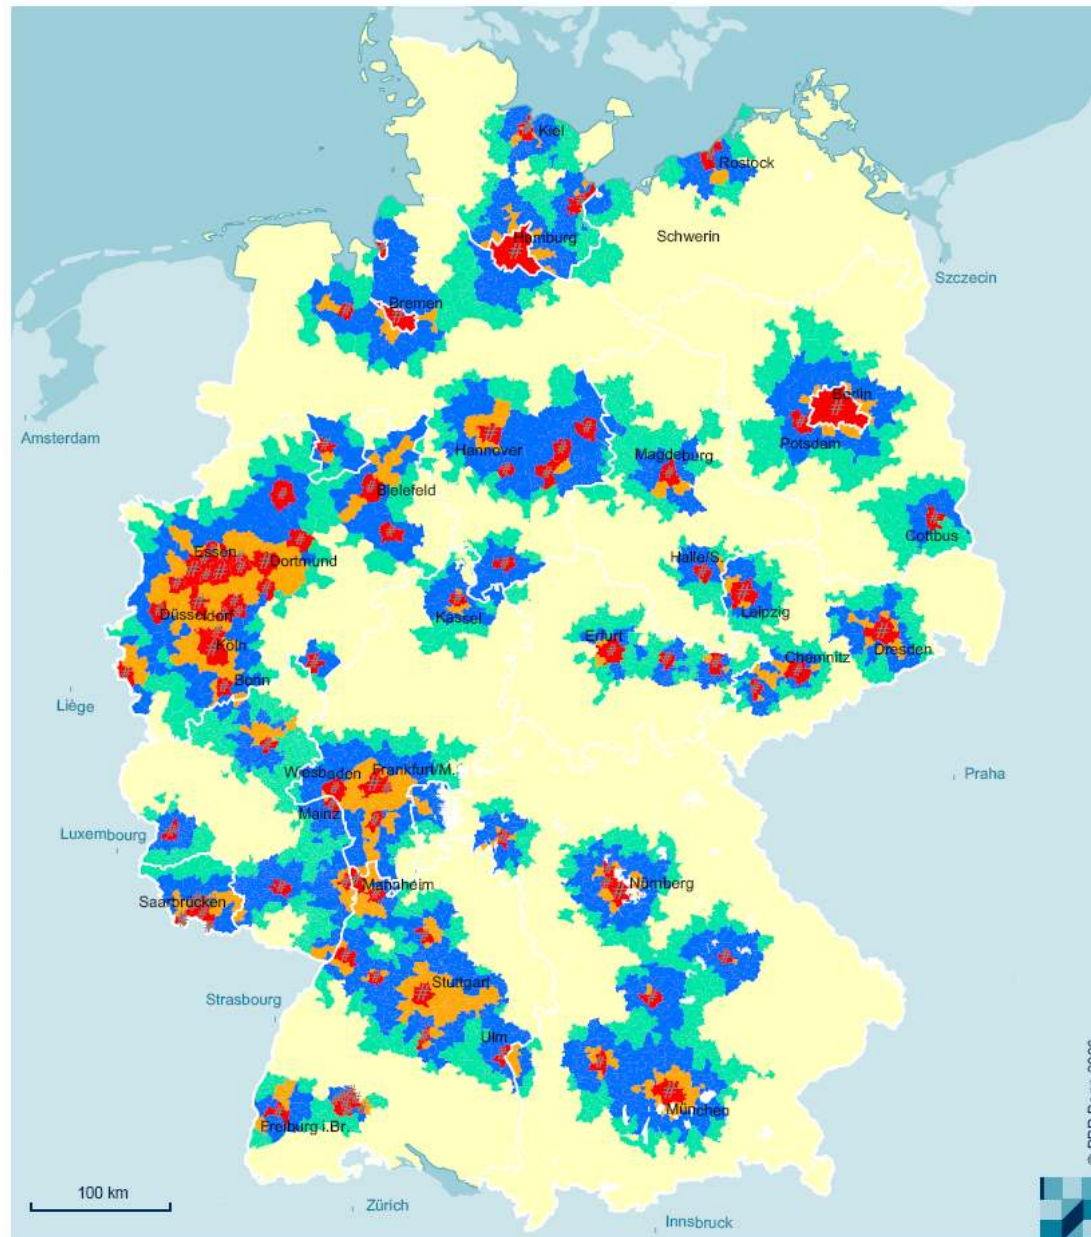 Kiel
Rostock
Hamburg
Schwerin
Szczecin
Bremen
Berlin
Amsterdam
Hannover
Potsdam
Magdeburg
Bielefeld
Cottbus
Essen
Dortmund
Halle/S.
Leipzig
Düsseldorf
Kassel
Erfurt
Köln
Chemnitz
Dresden
Bonn
Liège
Wiesbaden
Frankfurt/M.
Praha
Mainz
Luxembourg
Mannheim
Nürnberg
Saarbrücken
Stuttgart
Strasbourg
Ulm
München
Freiburg i.Br.
100 km
Zürich
Innsbruck